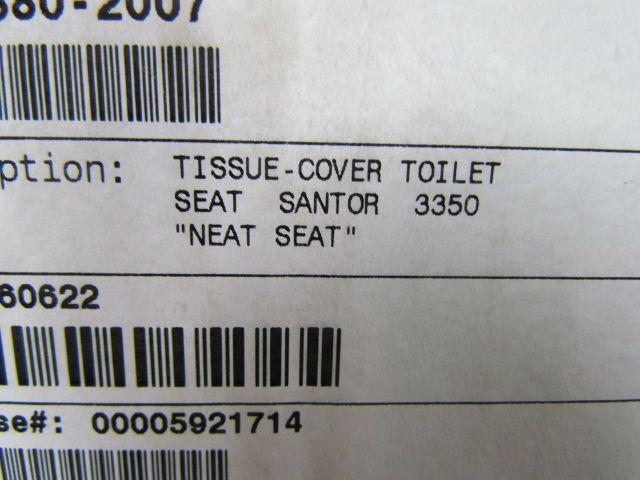 380-2007
ption: TISSUE-COVER TOILET
SEAT SANTOR 3350
"NEAT SEAT"
60622
se#: 00005921714